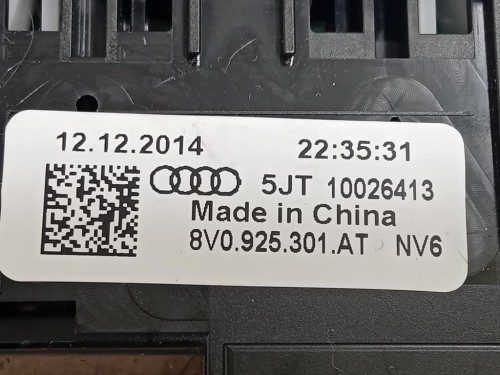 12.12.2014 22:35:31
5JT 10026413
Made in China
8V0.925.301.AT NV6